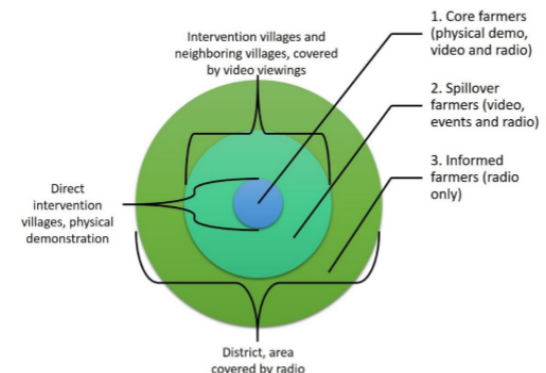 Intervention villages and
neighboring villages, covered
by video viewings
1. Core farmers
(physical demo,
video and radio)
2. Spillover
farmers (video,
events and radio)
3. Informed
farmers (radio
only)
Direct
intervention
villages, physical
demonstration
District, area
covered by radio